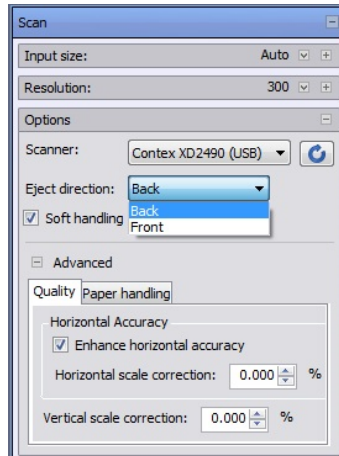 Scan
Input size: Auto
Resolution: 300
Options
Scanner: Contex XD2490 (USB)
Eject direction: Back
Back
Soft handling
Front
Advanced
Quality Paper handling
Horizontal Accuracy
Enhance horizontal accuracy
Horizontal scale correction: 0.000 %
Vertical scale correction: 0.000 %